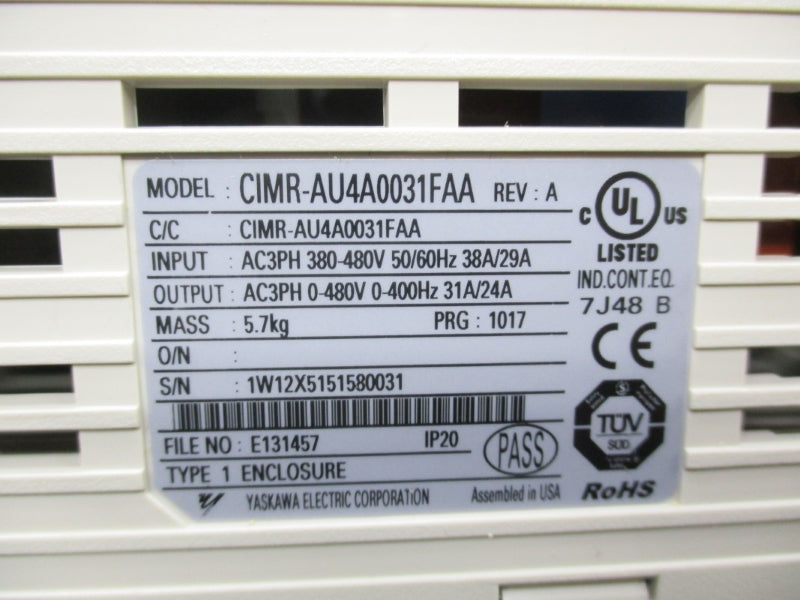 MODEL : CIMR-AU4A0031FAA REV : A
C/C : CIMR-AU4A0031FAA
INPUT : AC3PH 380-480V 50/60Hz 38A/29A
OUTPUT : AC3PH 0-480V 0-400Hz 31A/24A
MASS : 5.7kg PRG : 1017
O/N :
S/N : 1W12X5151580031
FILE NO : E131457 IP20
TYPE 1 ENCLOSURE
YASKAWA ELECTRIC CORPORATION
PASS
Assembled in USA
C UL US
LISTED
IND.CONT.EQ.
7J48 B
CE
TÜV
SÜD
RoHS